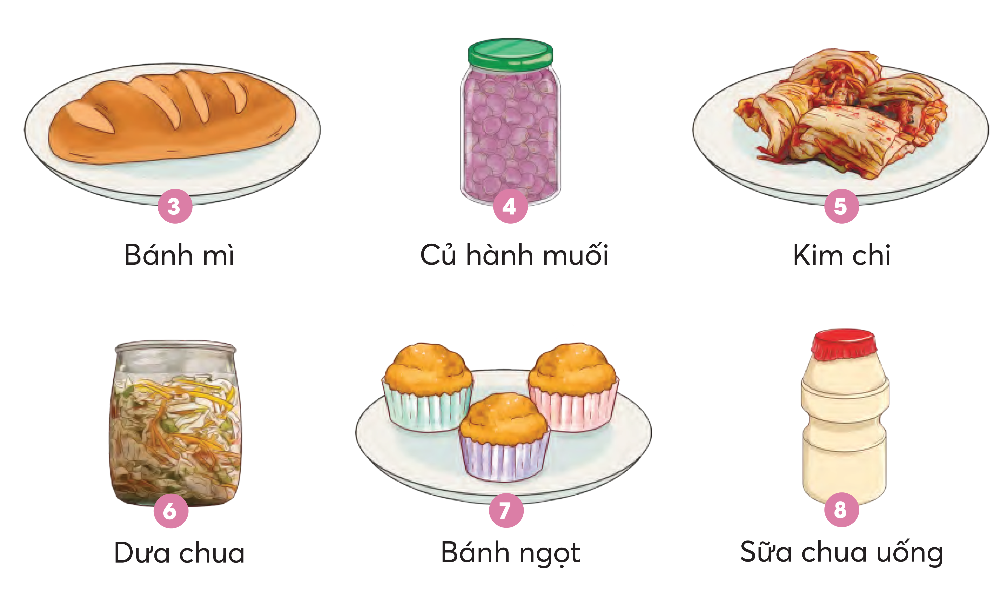 3
4
5
Bánh mì
Củ hành muối
Kim chi
6
7
8
Dưa chua
Bánh ngọt
Sữa chua uống